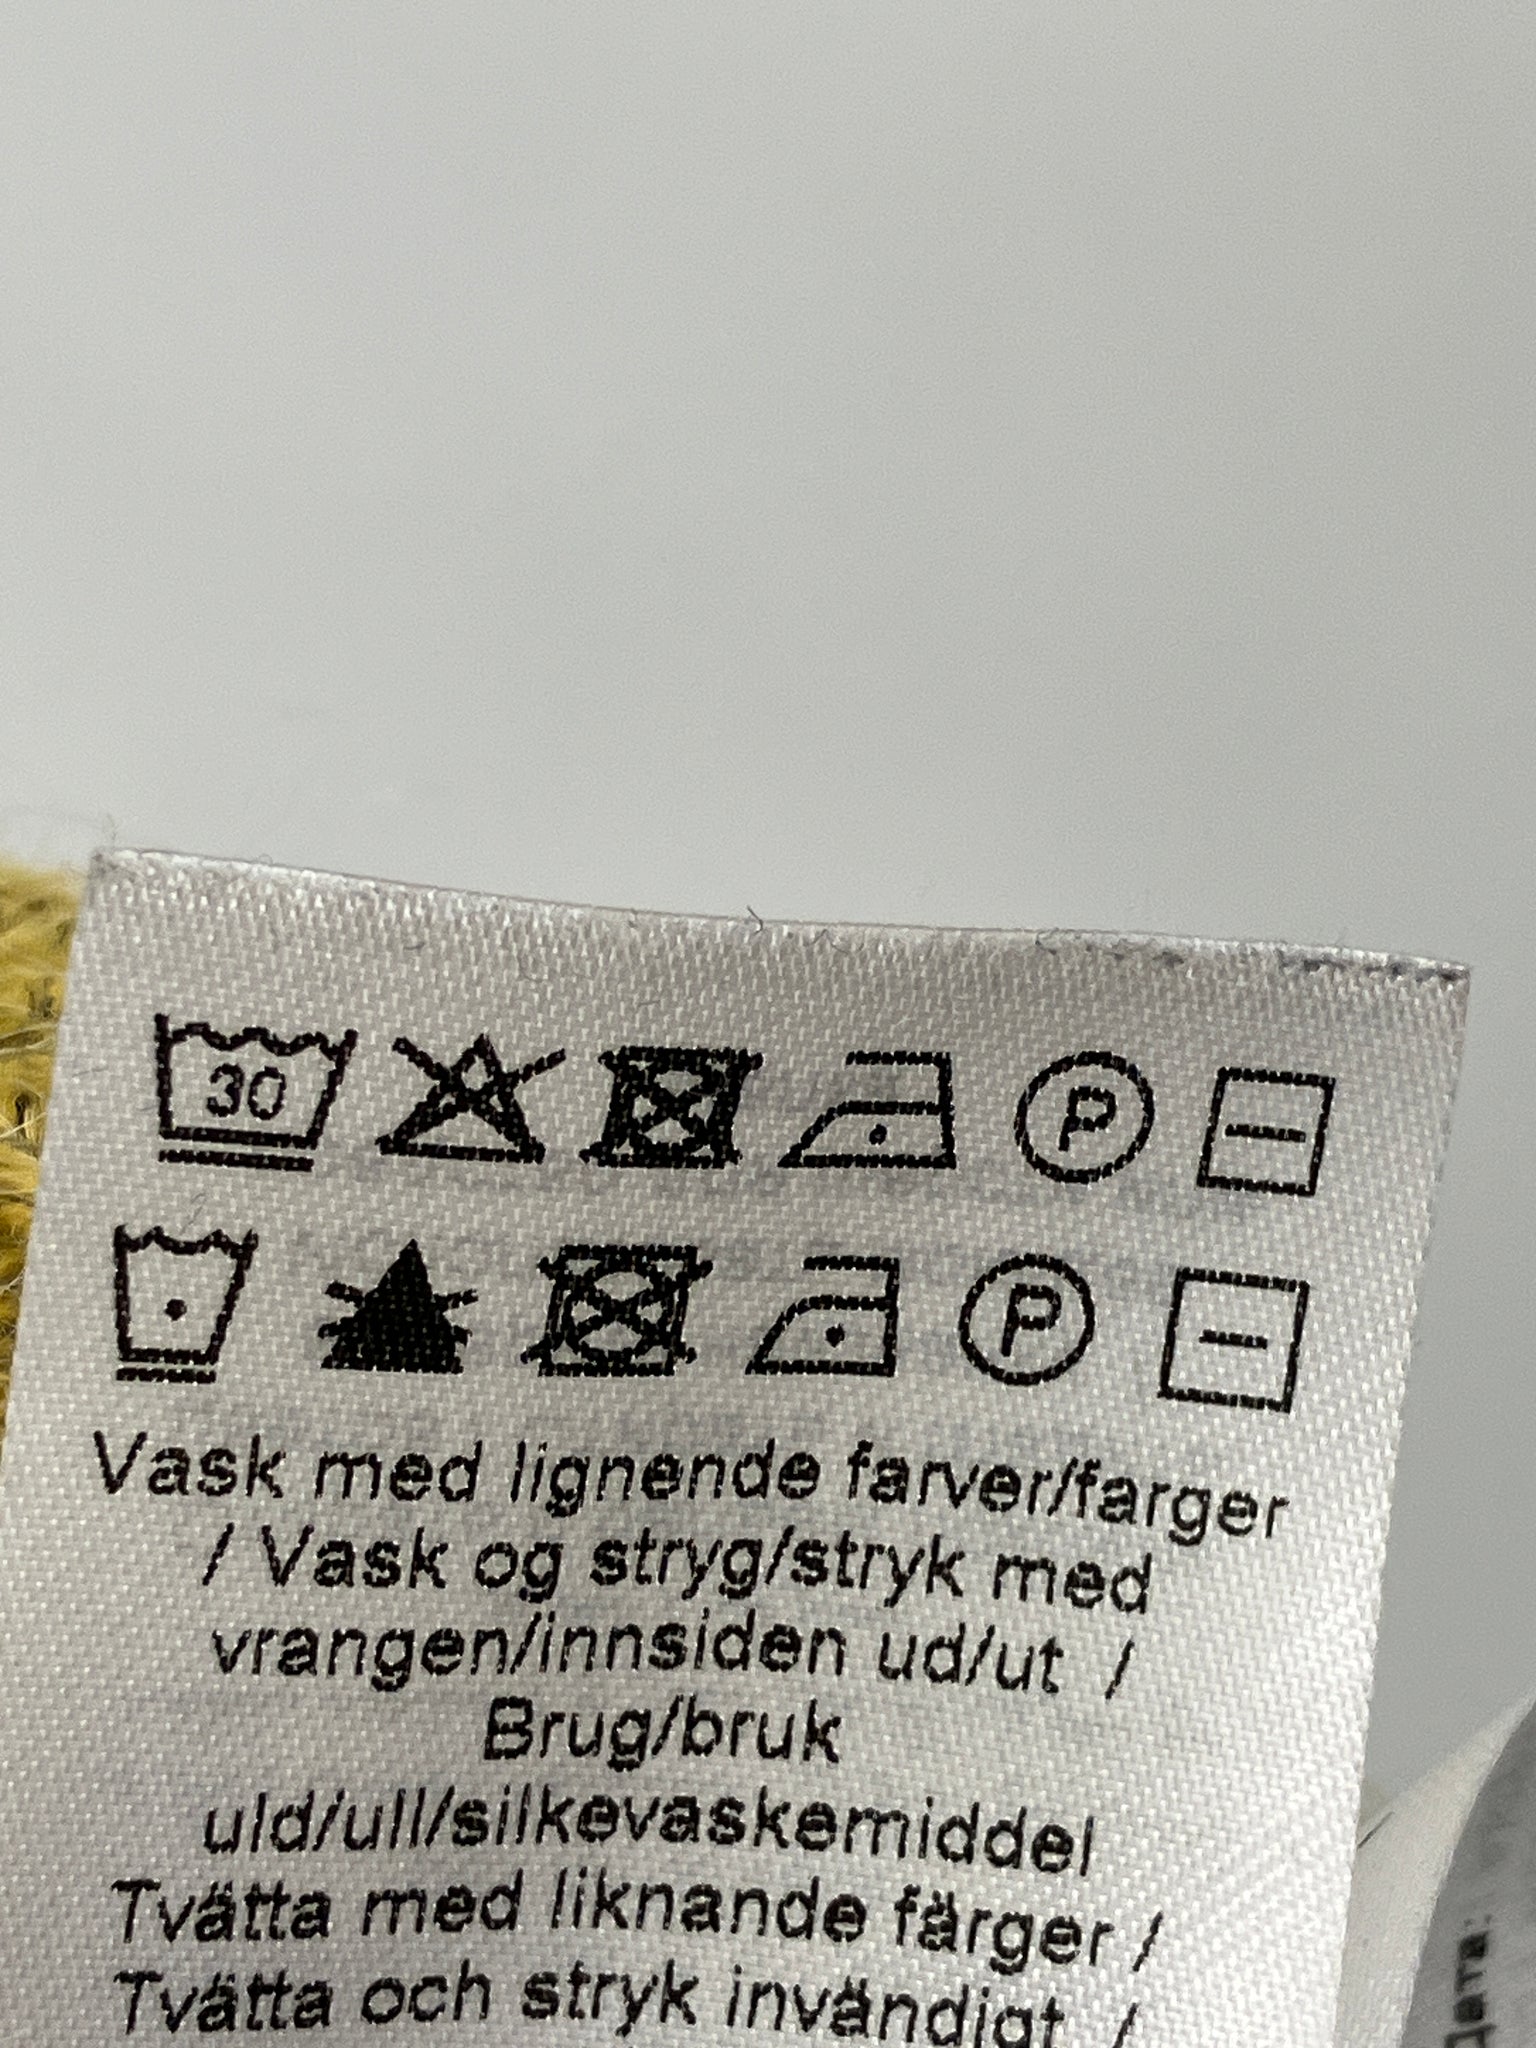 30 P
P
Vask med lignende farver/farger
/ Vask og stryg/stryk med
vrangen/innsiden ud/ut /
Brug/bruk
uld/ull/silkevaskemiddel
Tvätta med liknande färger /
Tvätta och stryk invändigt /